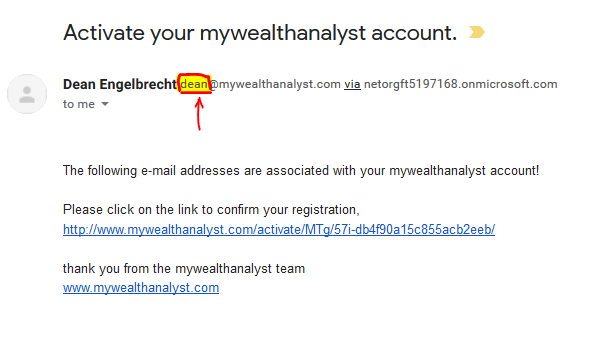 Activate your mywealthanalyst account.
Dean Engelbrecht dean@mywealthanalyst.com via netorgft5197168.onmicrosoft.com
to me
The following e-mail addresses are associated with your mywealthanalyst account!
Please click on the link to confirm your registration,
http://www.mywealthanalyst.com/activate/MTg/57i-db4f90a15c855acb2eeb/
thank you from the mywealthanalyst team
www.mywealthanalyst.com